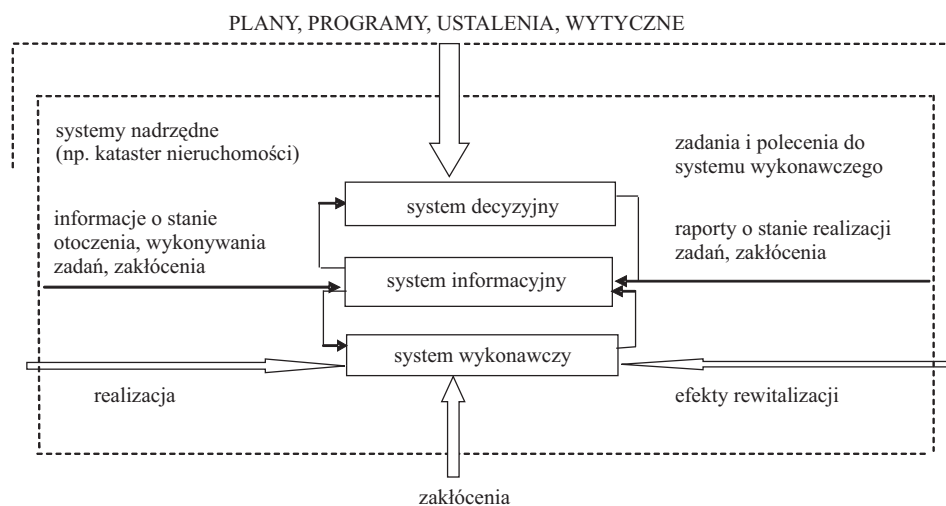 PLANY, PROGRAMY, USTALENIA, WYTYCZNE
systemy nadrzędne
(np. kataster nieruchomości)
zadania i polecenia do
systemu wykonawczego
system decyzyjny
informacje o stanie
otoczenia, wykonywania
zadań, zakłócenia
raporty o stanie realizacji
zadań, zakłócenia
system informacyjny
system wykonawczy
realizacja
efekty rewitalizacji
zakłócenia